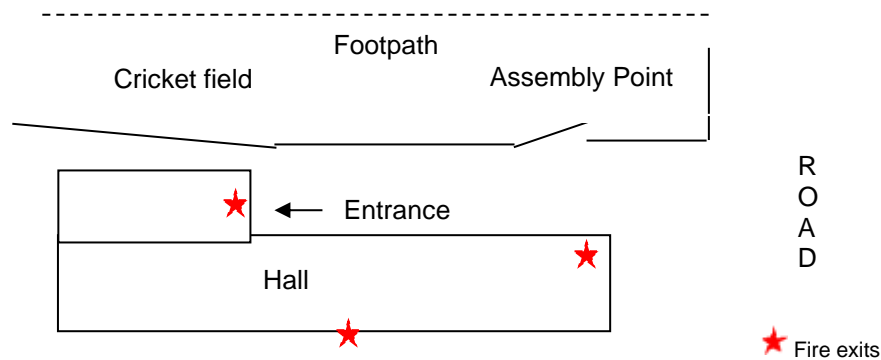 Footpath
Cricket field
Assembly Point
R
O
A
D
Entrance
Hall
Fire exits